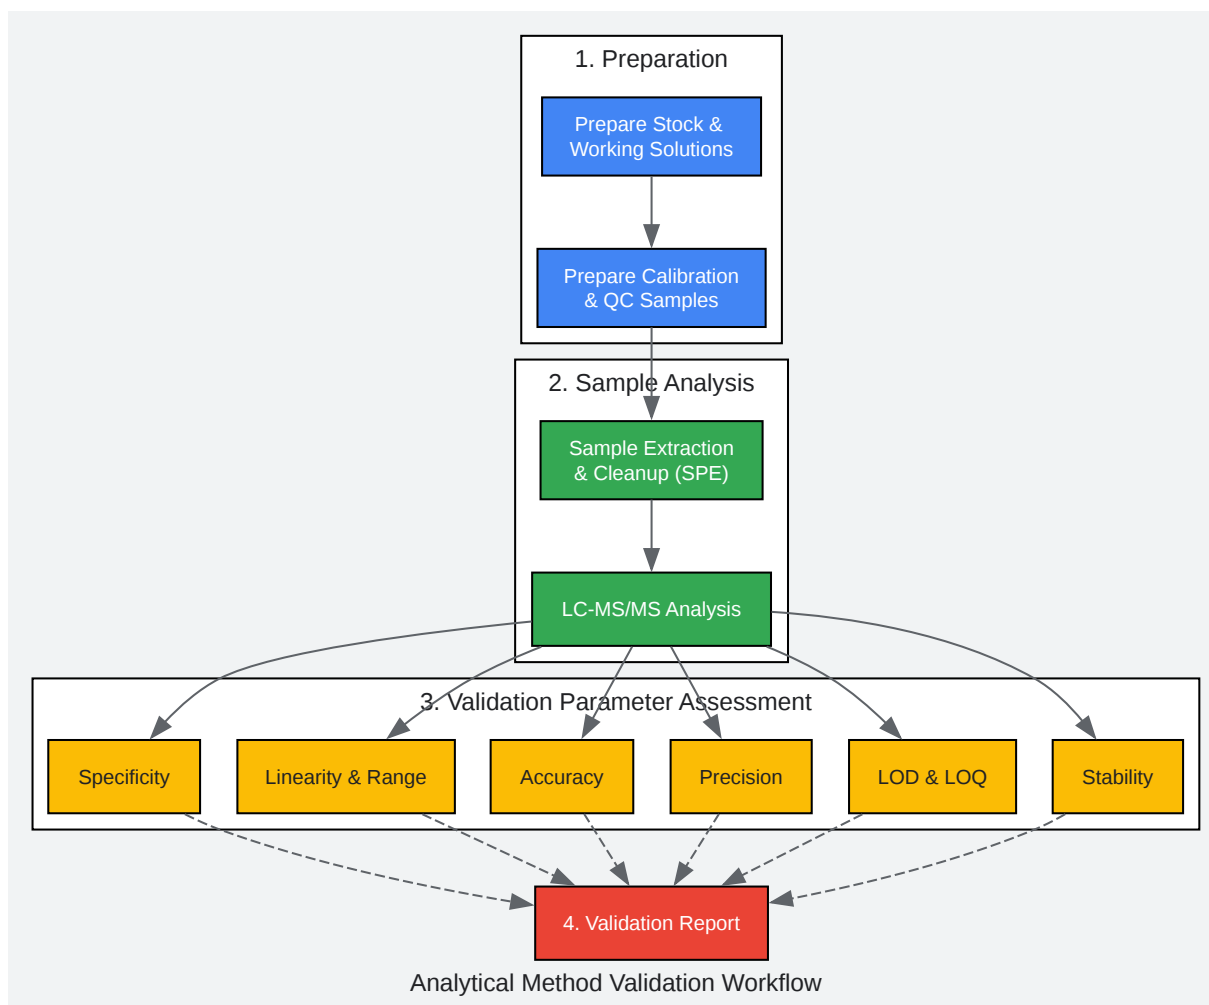 1. Preparation
Prepare Stock &
Working Solutions
Prepare Calibration
& QC Samples
2. Sample Analysis
Sample Extraction
& Cleanup (SPE)
LC-MS/MS Analysis
3. Validation Parameter Assessment
Specificity
Linearity & Range
Accuracy
Precision
LOD & LOQ
Stability
4. Validation Report
Analytical Method Validation Workflow